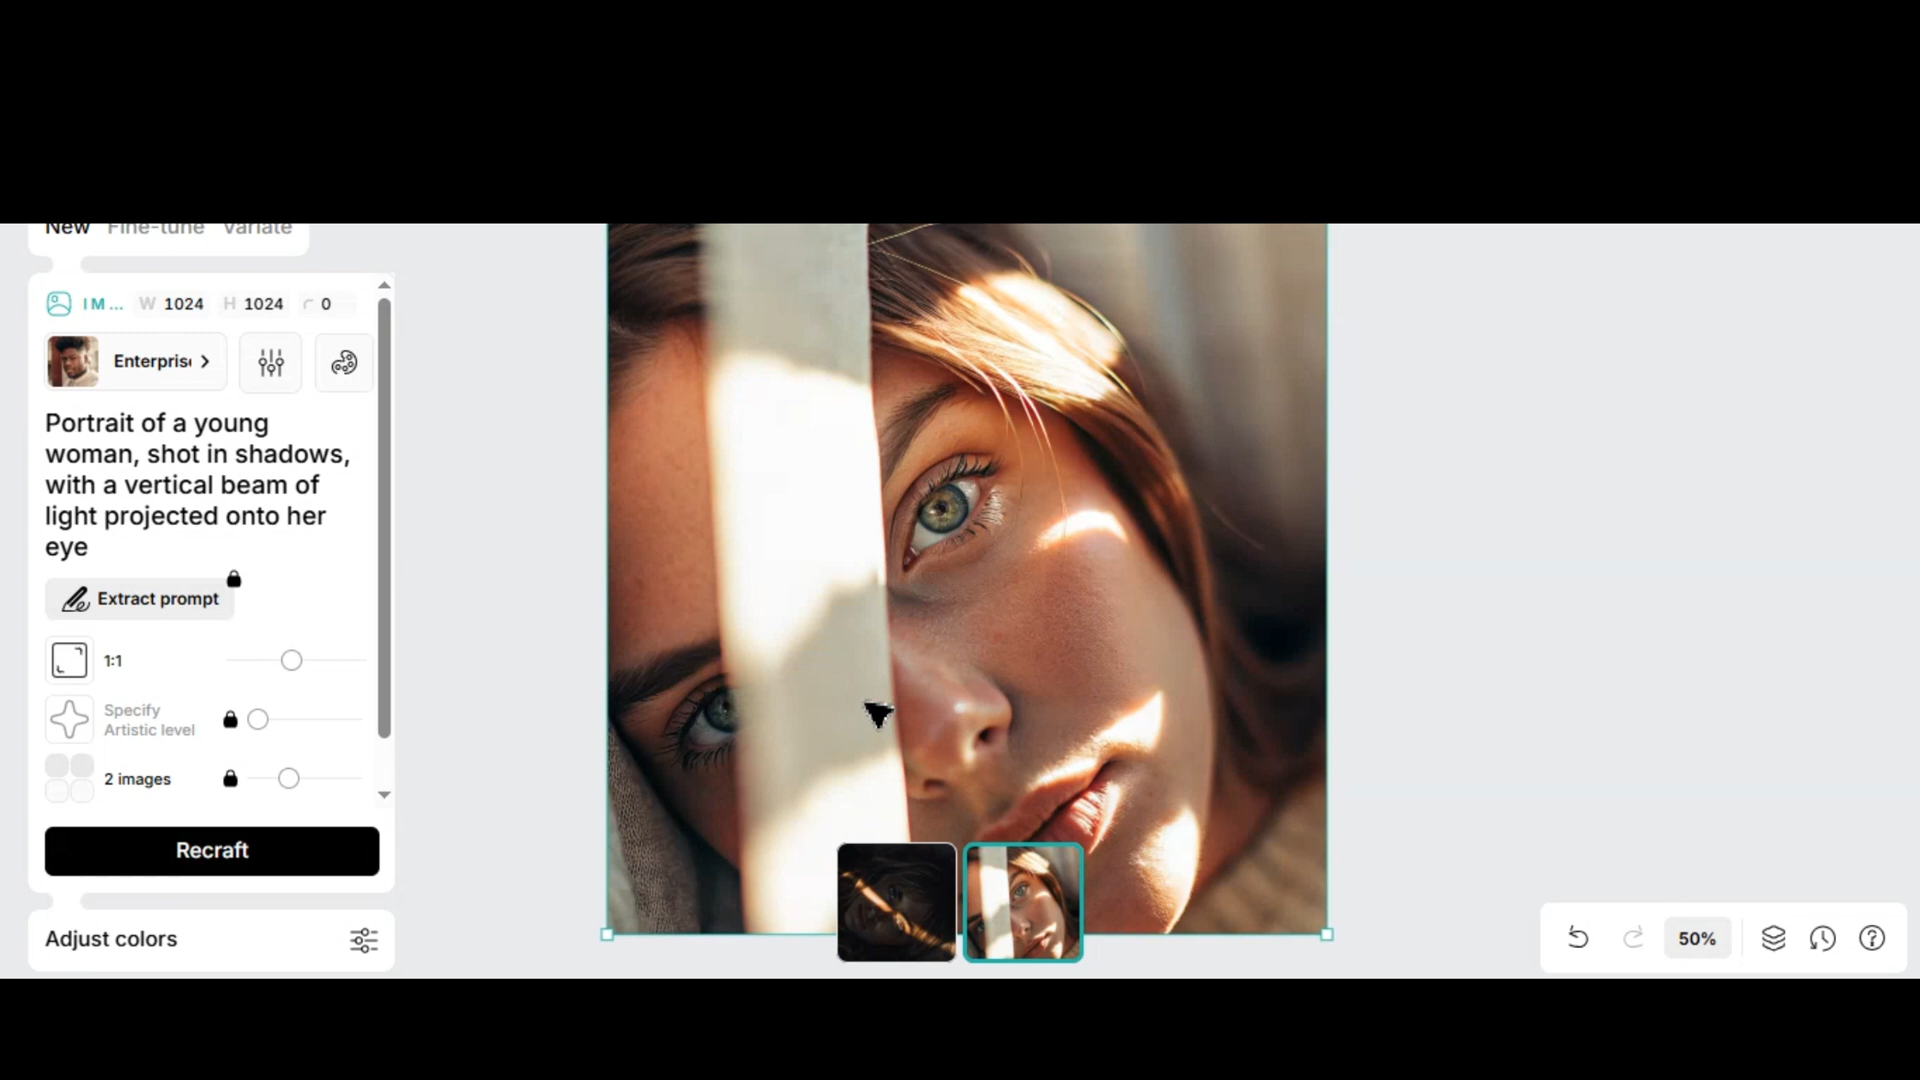 New Fine-tune Variate
I M ... W 1024 H 1024 0
Enterpris
Portrait of a young
woman, shot in shadows,
with a vertical beam of
light projected onto her
eye
Extract prompt
1:1
Specify
Artistic level
2 images
Recraft
Adjust colors
50%